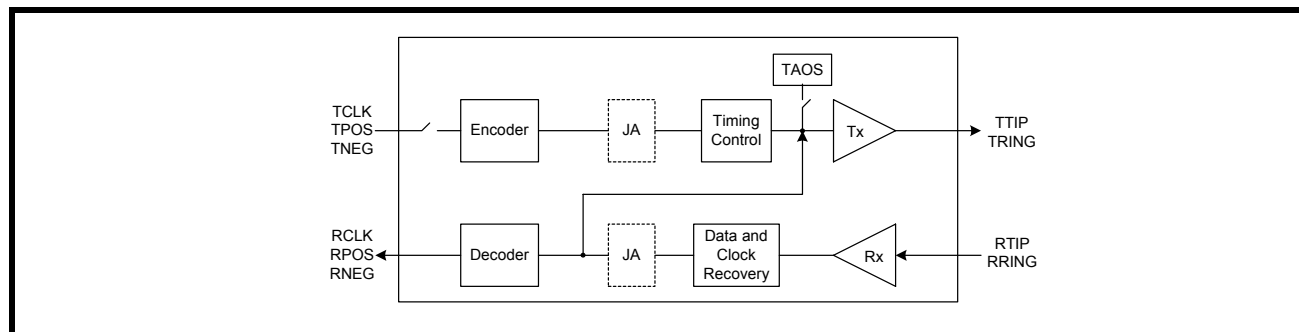 TAOS
TCLK
TPOS
TNEG
Encoder
JA
Timing
Control
Tx
TTIP
TRING
RCLK
RPOS
RNEG
Decoder
JA
Data and
Clock
Recovery
Rx
RTIP
RRING